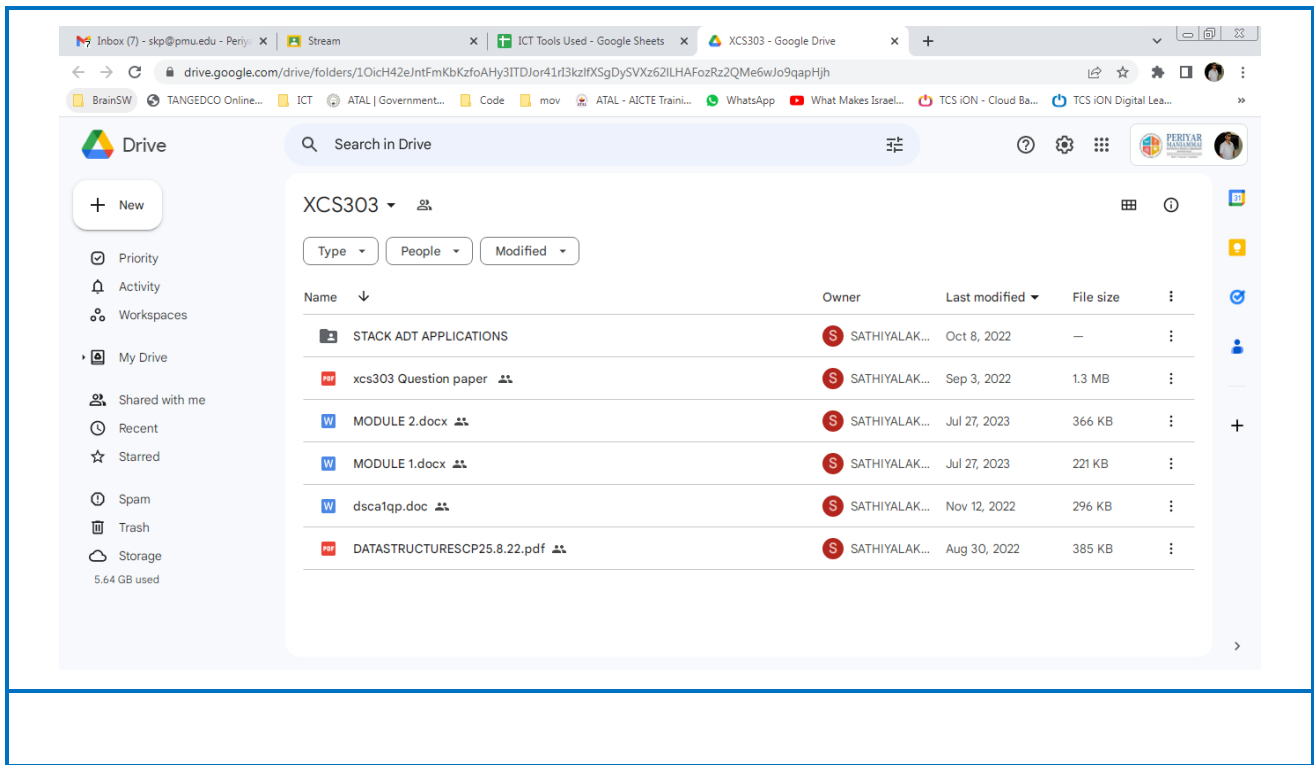 Inbox (7) - skp@pmu.edu - Periy
Stream
ICT Tools Used - Google Sheets
XCS303 - Google Drive
drive.google.com/drive/folders/1OicH42eJntFmKbKzfoAHy3ITDJor41rI3kzlfXSgDySVXz62ILHAFozRz2QMe6wJo9qapHjh
BrainSW TANGEDCO Online... ICT ATAL | Government... Code mov ATAL - AICTE Traini... WhatsApp What Makes Israel... TCS iON - Cloud Ba... TCS iON Digital Lea... »
Drive
Search in Drive
PERIYAR
MANIAMMAI
New
XCS303
Type People Modified
Priority
Activity
Workspaces
My Drive
Shared with me
Recent
Starred
Spam
Trash
Storage
5.64 GB used
Name Owner Last modified File size
STACK ADT APPLICATIONS SATHIYALAK... Oct 8, 2022 —
PDF xcs303 Question paper S SATHIYALAK... Sep 3, 2022 1.3 MB
W MODULE 2.docx S SATHIYALAK... Jul 27, 2023 366 KB
W MODULE 1.docx S SATHIYALAK... Jul 27, 2023 221 KB
W dsca1qp.doc S SATHIYALAK... Nov 12, 2022 296 KB
PDF DATASTRUCTURESCP25.8.22.pdf S SATHIYALAK... Aug 30, 2022 385 KB
31